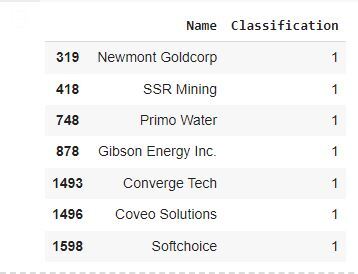 Name Classification
319 Newmont Goldcorp 1
418 SSR Mining 1
748 Primo Water 1
878 Gibson Energy Inc. 1
1493 Converge Tech 1
1496 Coveo Solutions 1
1598 Softchoice 1